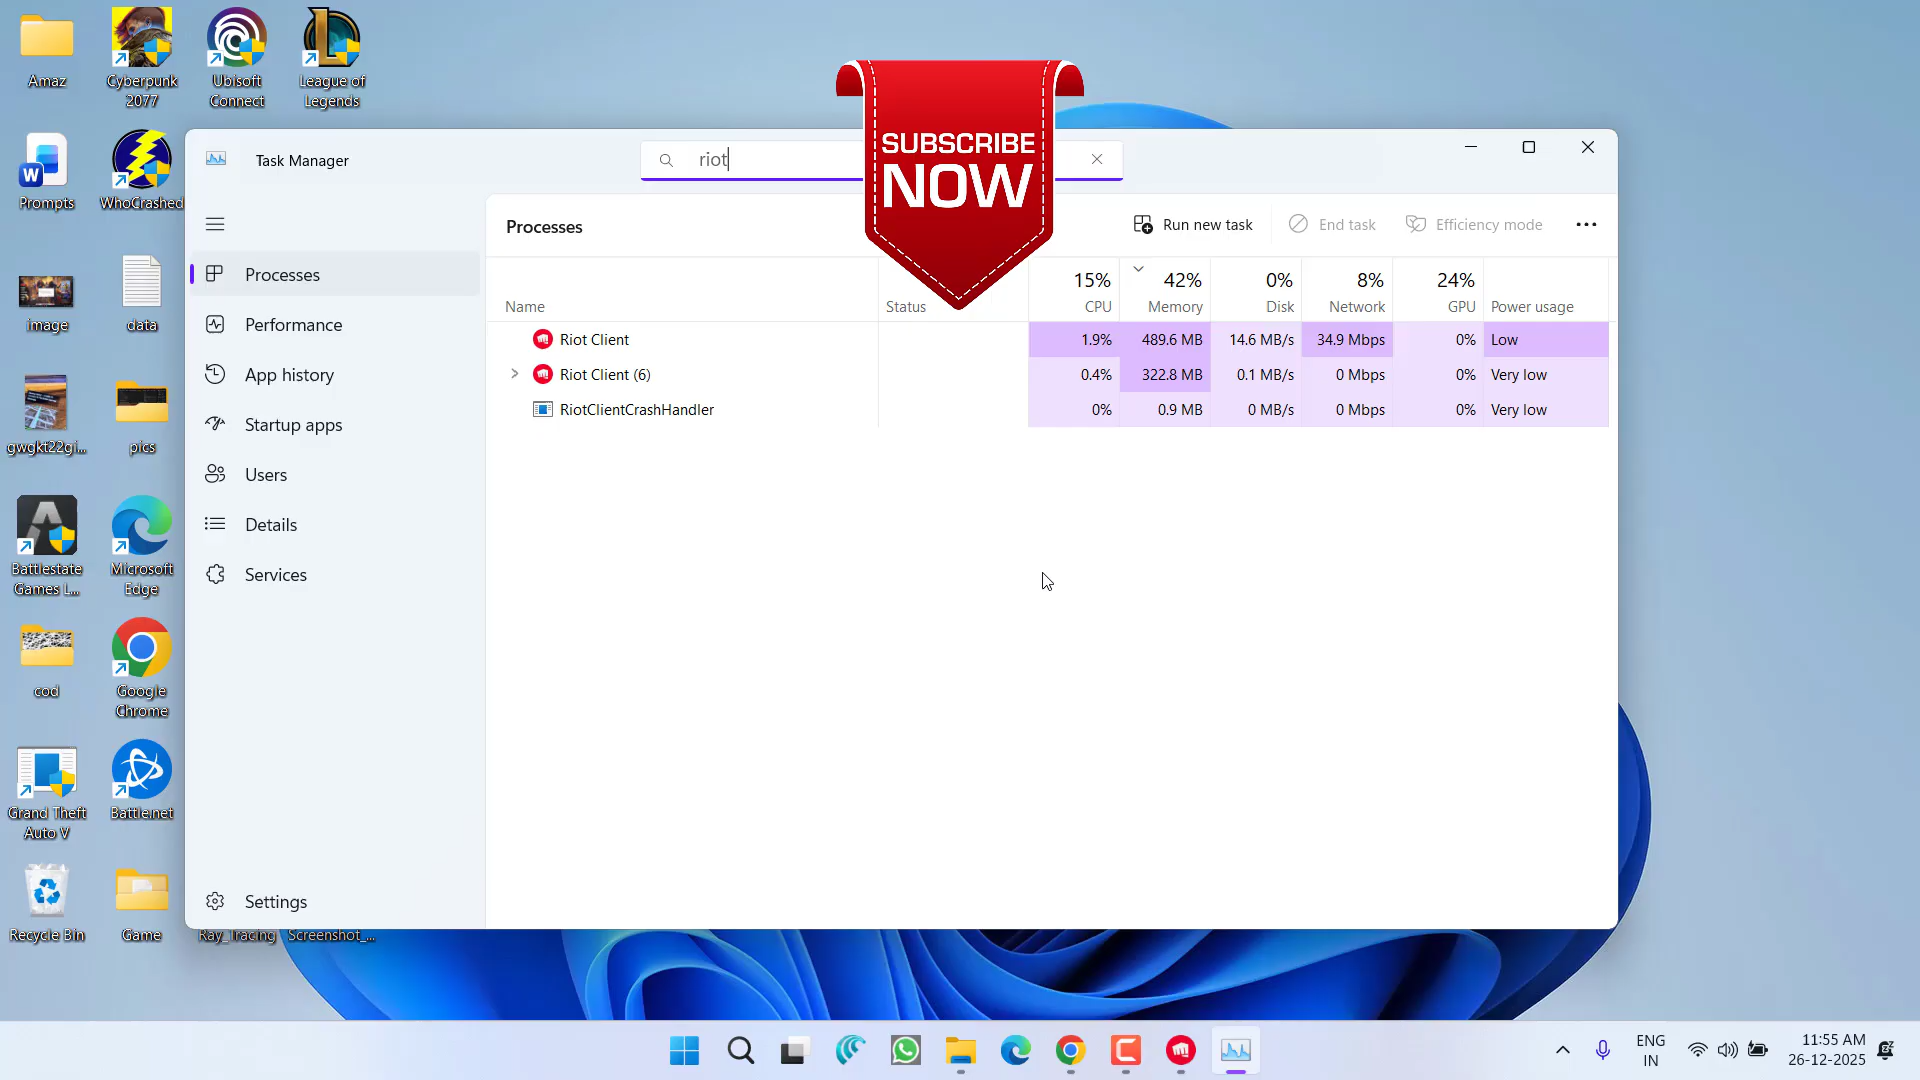 Amaz
Cyberpunk
2077
Ubisoft
Connect
League of
Legends
SUBSCRIBE
NOW
Task Manager
riot
Prompts
WhoCrashed
Processes
Run new task
End task
Efficiency mode
Processes
Performance
App history
Startup apps
Users
Details
Services
Settings
15%
42%
0%
8%
24%
Name
Status
CPU
Memory
Disk
Network
GPU
Power usage
Riot Client 1.9% 489.6 MB 14.6 MB/s 34.9 Mbps 0% Low
Riot Client (6) 0.4% 322.8 MB 0.1 MB/s 0 Mbps 0% Very low
RiotClientCrashHandler 0% 0.9 MB 0 MB/s 0 Mbps 0% Very low
image
data
gwgkt22gi...
pics
Battlestate
Games L...
Microsoft
Edge
cod
Google
Chrome
Grand Theft
Auto V
Battle.net
Recycle Bin
Game
Ray_Tracing
Screenshot_...
ENG
IN
11:55 AM
26-12-2025